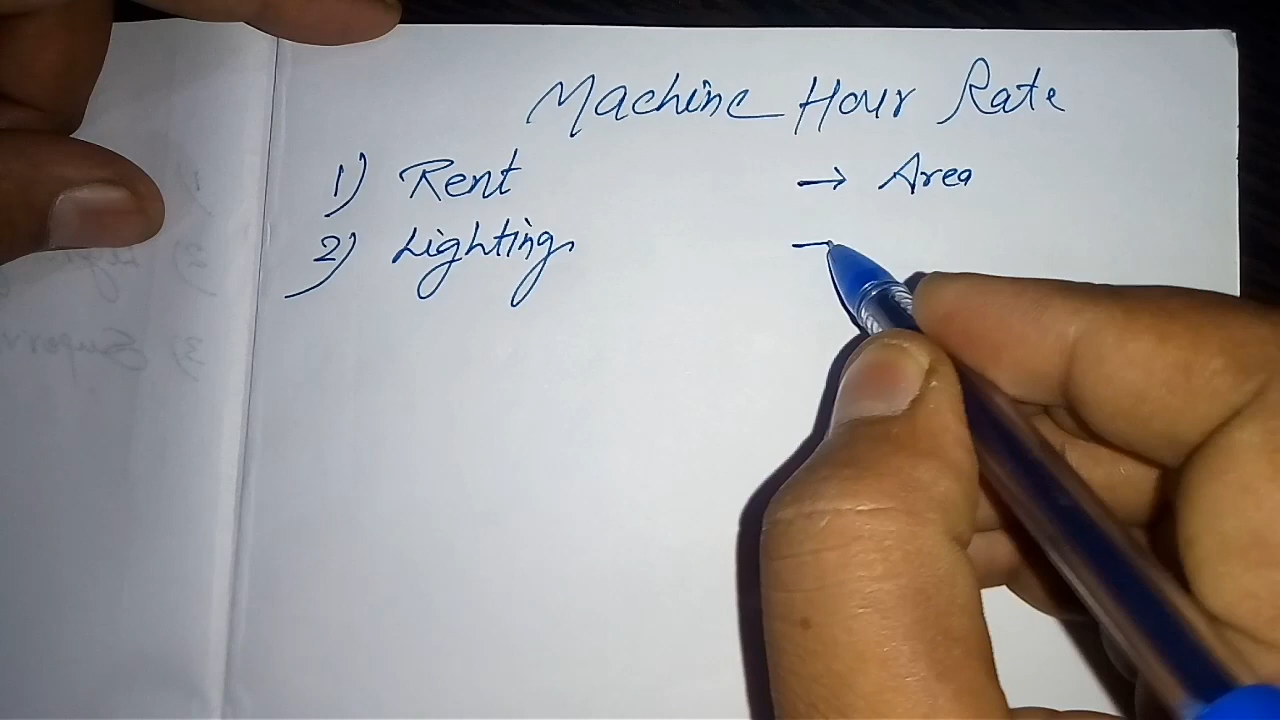 Machine Hour Rate
1) Rent → Area
2) Lighting